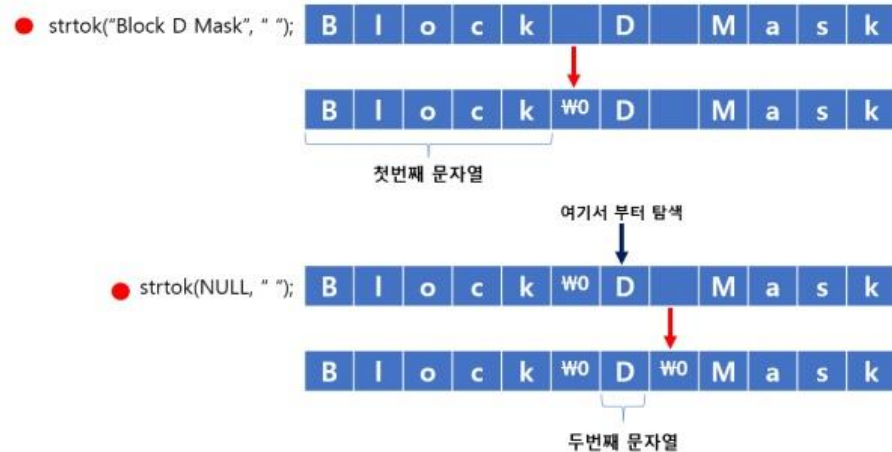 strtok("Block D Mask", " ");
B l o c k D M a s k
B l o c k ₩0 D M a s k
첫번째 문자열
여기서 부터 탐색
strtok(NULL, " ");
B l o c k ₩0 D M a s k
B l o c k ₩0 D ₩0 M a s k
두번째 문자열